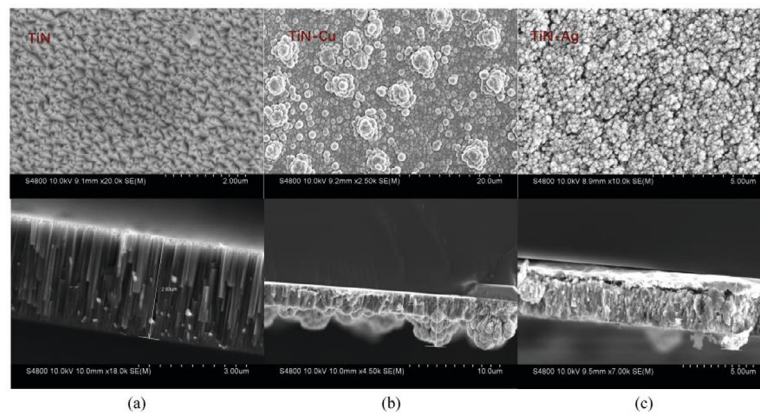 TiN
TiN-Cu
TiN-Ag
S4800 10.0kV 9.1mm x20.0k SE(M) 2.00um
S4800 10.0kV 9.2mm x2.50k SE(M) 20.0um
S4800 10.0kV 8.9mm x10.0k SE(M) 5.00um
S4800 10.0kV 10.0mm x18.0k SE(M) 3.00um
S4800 10.0kV 10.0mm x4.50k SE(M) 10.0um
S4800 10.0kV 9.5mm x7.00k SE(M) 5.00um
(a)
(b)
(c)